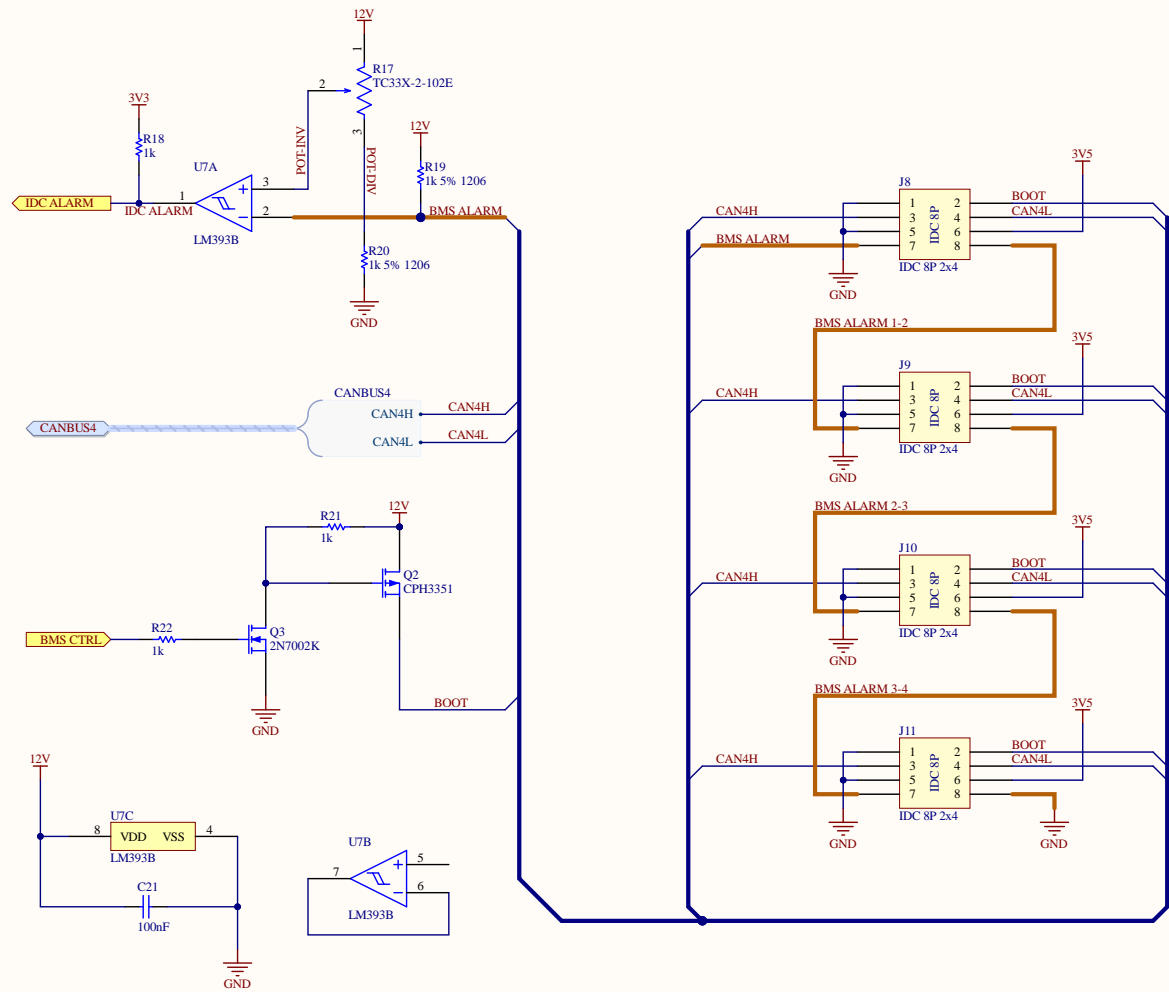 12V
1
R17
TC33X-2-102E
2
3
POT-INV
POT-DIV
3V3
R18
1k
12V
R19
1k 5% 1206
U7A
3
+
1
IDC ALARM
IDC ALARM
2
−
BMS ALARM
LM393B
R20
1k 5% 1206
GND
CANBUS4
CANBUS4
CAN4H
CAN4H
CAN4L
CAN4L
12V
R21
1k
Q2
CPH3351
BMS CTRL
R22
1k
Q3
2N7002K
GND
BOOT
12V
U7C
8
VDD
VSS
4
LM393B
C21
100nF
GND
U7B
+
5
7
−
6
LM393B
3V5
J8
BOOT
1
2
CAN4H
3
4
CAN4L
5
6
BMS ALARM
7
8
IDC 8P
IDC 8P 2x4
GND
BMS ALARM 1-2
3V5
J9
BOOT
1
2
CAN4H
3
4
CAN4L
5
6
7
8
IDC 8P
IDC 8P 2x4
GND
BMS ALARM 2-3
3V5
J10
BOOT
1
2
CAN4H
3
4
CAN4L
5
6
7
8
IDC 8P
IDC 8P 2x4
GND
BMS ALARM 3-4
3V5
J11
BOOT
1
2
CAN4H
3
4
CAN4L
5
6
7
8
IDC 8P
IDC 8P 2x4
GND
GND